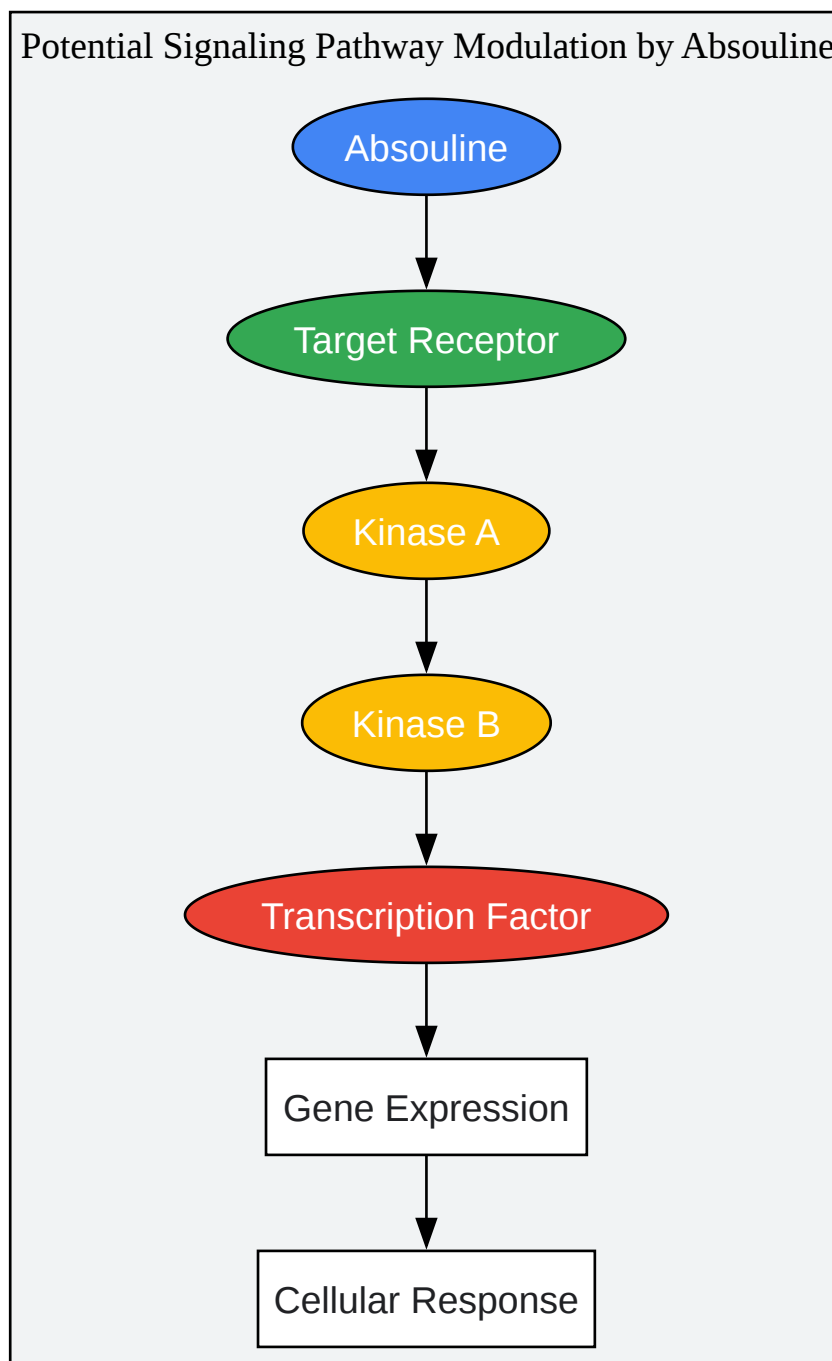 Potential Signaling Pathway Modulation by Absouline
Absouline
Target Receptor
Kinase A
Kinase B
Transcription Factor
Gene Expression
Cellular Response